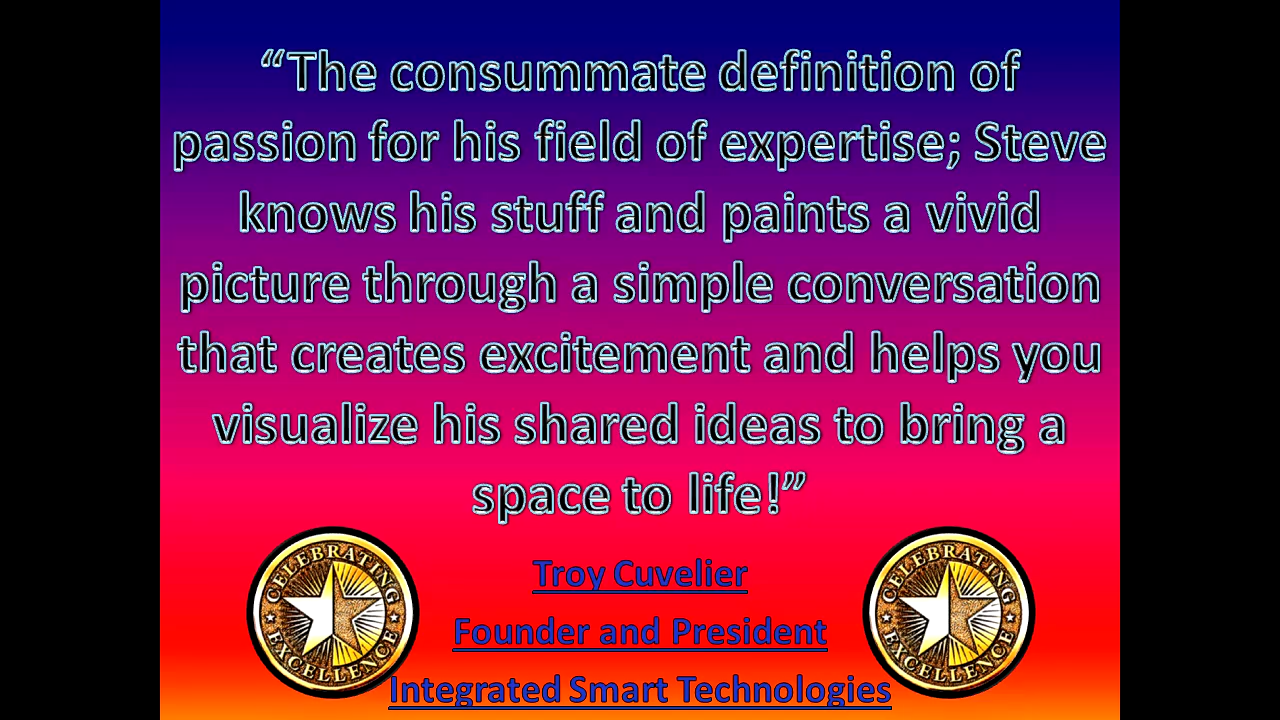 “The consummate definition of
passion for his field of expertise; Steve
knows his stuff and paints a vivid
picture through a simple conversation
that creates excitement and helps you
visualize his shared ideas to bring a
space to life!”
CELEBRATING
EXCELLENCE
CELEBRATING
EXCELLENCE
Troy Cuvelier
Founder and President
Integrated Smart Technologies